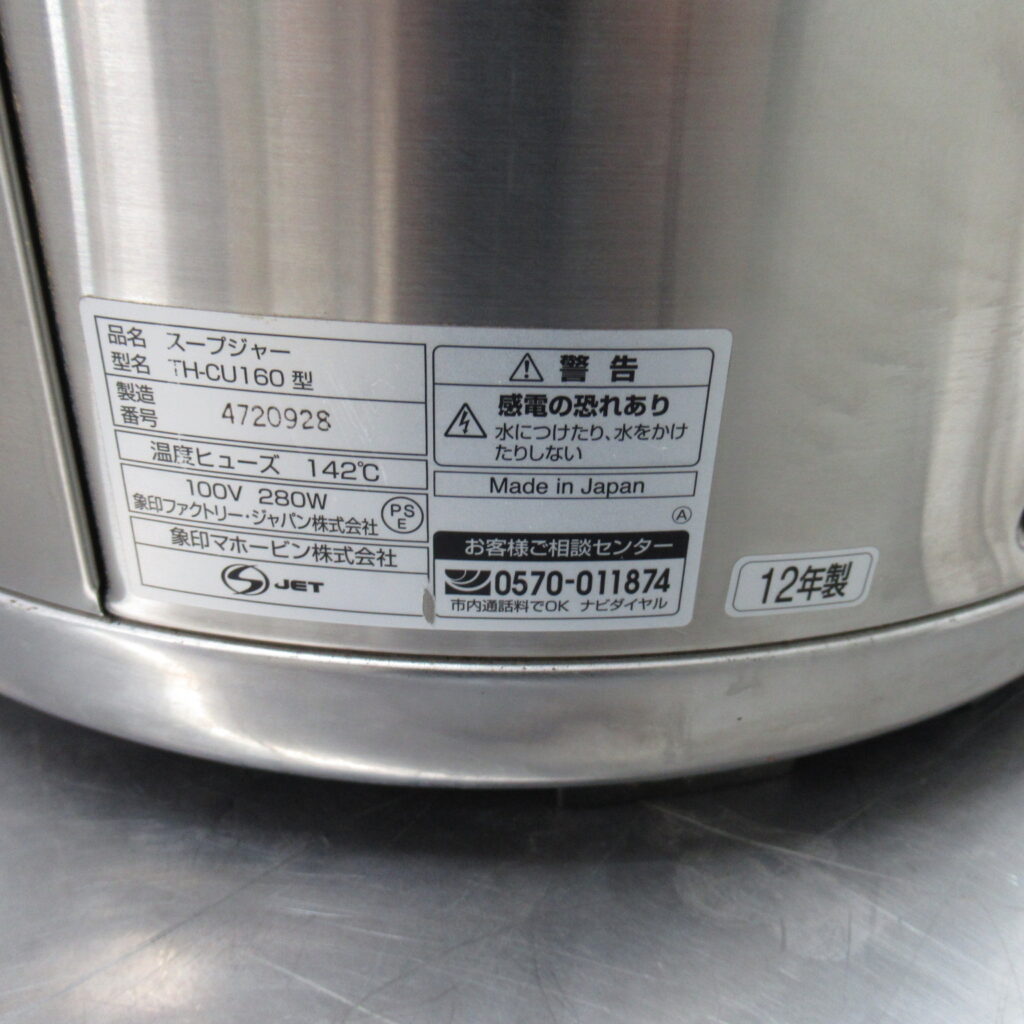 品名 スープジャー
型名 TH-CU160 型
製造
番号 4720928
温度ヒューズ 142℃
100V 280W
象印ファクトリー・ジャパン株式会社
PS
E
象印マホービン株式会社
JET
警告
感電の恐れあり
水につけたり、水をかけ
たりしない
Made in Japan
A
お客様ご相談センター
0570-011874
市内通話料でOK ナビダイヤル
12年製